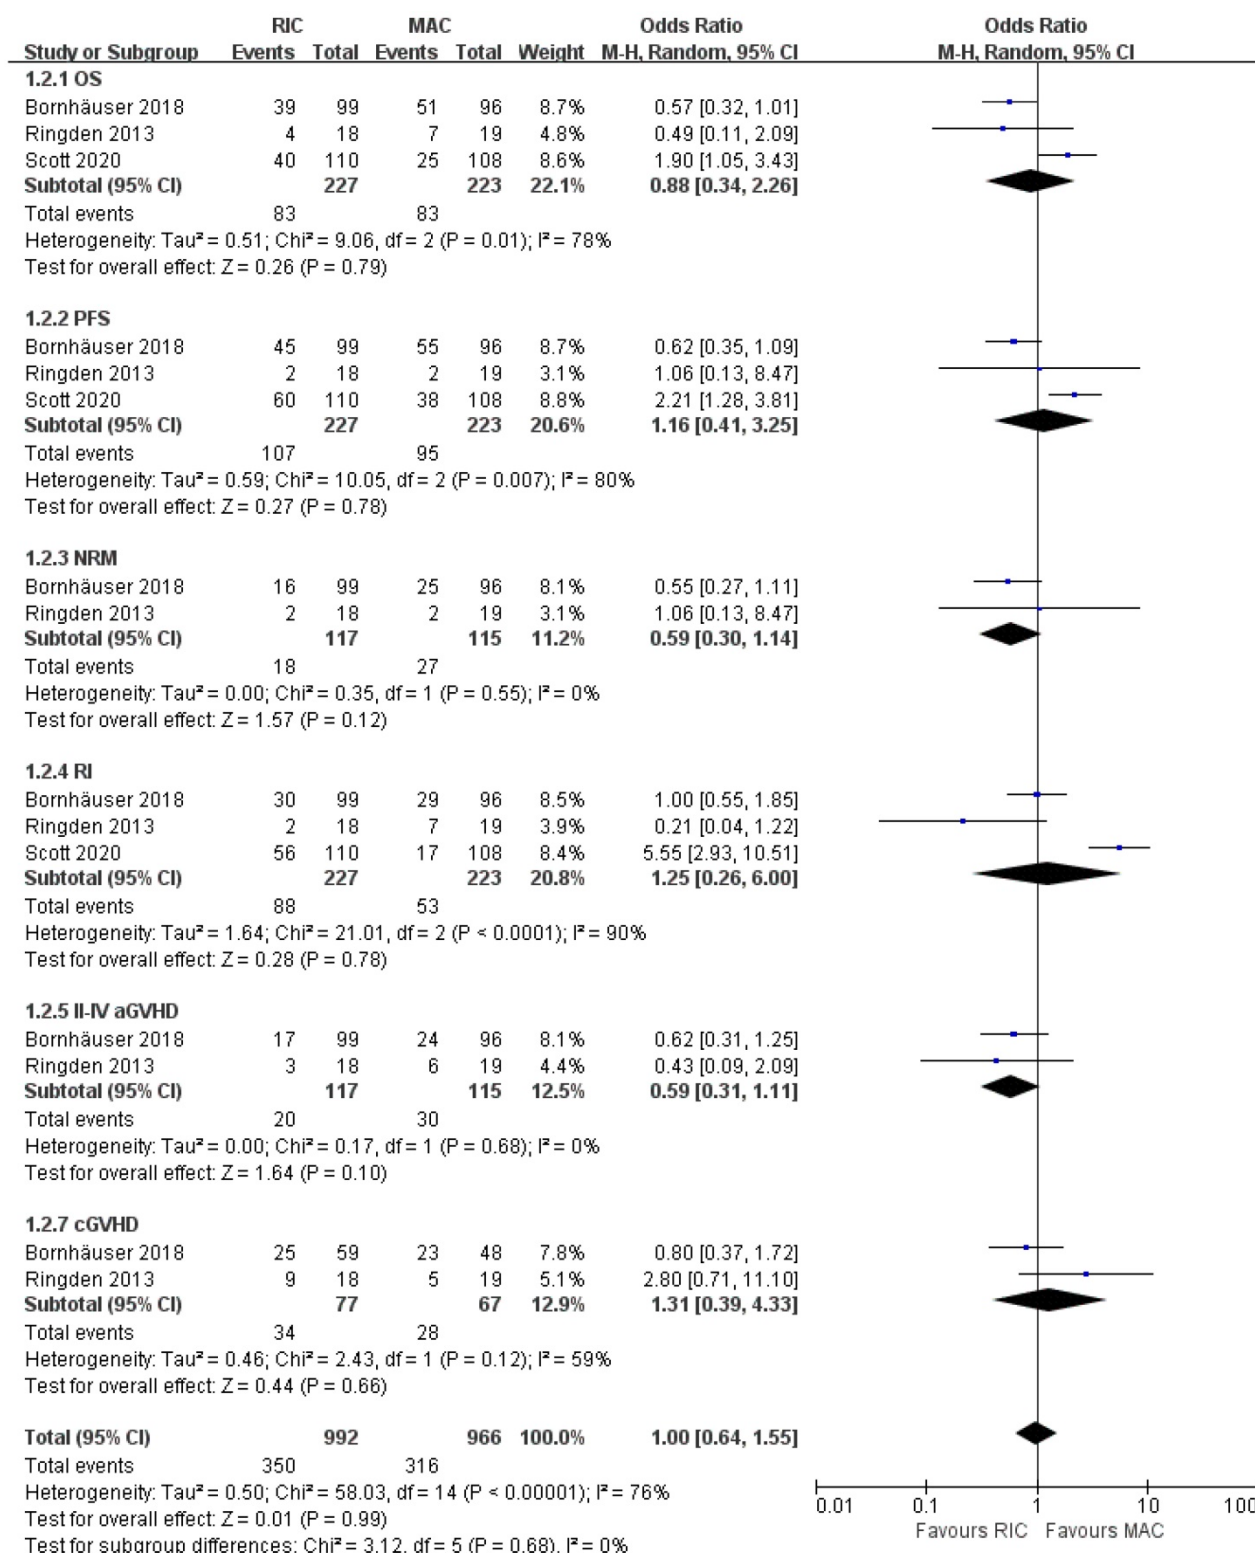 RIC MAC Odds Ratio Odds Ratio
Study or Subgroup Events Total Events Total Weight M-H, Random, 95% CI M-H, Random, 95% CI
1.2.1 OS
Bornhäuser 2018 39 99 51 96 8.7% 0.57 [0.32, 1.01]
Ringden 2013 4 18 7 19 4.8% 0.49 [0.11, 2.09]
Scott 2020 40 110 25 108 8.6% 1.90 [1.05, 3.43]
Subtotal (95% CI) 227 223 22.1% 0.88 [0.34, 2.26]
Total events 83 83
Heterogeneity: Tau² = 0.51; Chi² = 9.06, df = 2 (P = 0.01); I² = 78%
Test for overall effect: Z = 0.26 (P = 0.79)
1.2.2 PFS
Bornhäuser 2018 45 99 55 96 8.7% 0.62 [0.35, 1.09]
Ringden 2013 2 18 2 19 3.1% 1.06 [0.13, 8.47]
Scott 2020 60 110 38 108 8.8% 2.21 [1.28, 3.81]
Subtotal (95% CI) 227 223 20.6% 1.16 [0.41, 3.25]
Total events 107 95
Heterogeneity: Tau² = 0.59; Chi² = 10.05, df = 2 (P = 0.007); I² = 80%
Test for overall effect: Z = 0.27 (P = 0.78)
1.2.3 NRM
Bornhäuser 2018 16 99 25 96 8.1% 0.55 [0.27, 1.11]
Ringden 2013 2 18 2 19 3.1% 1.06 [0.13, 8.47]
Subtotal (95% CI) 117 115 11.2% 0.59 [0.30, 1.14]
Total events 18 27
Heterogeneity: Tau² = 0.00; Chi² = 0.35, df = 1 (P = 0.55); I² = 0%
Test for overall effect: Z = 1.57 (P = 0.12)
1.2.4 RI
Bornhäuser 2018 30 99 29 96 8.5% 1.00 [0.55, 1.85]
Ringden 2013 2 18 7 19 3.9% 0.21 [0.04, 1.22]
Scott 2020 56 110 17 108 8.4% 5.55 [2.93, 10.51]
Subtotal (95% CI) 227 223 20.8% 1.25 [0.26, 6.00]
Total events 88 53
Heterogeneity: Tau² = 1.64; Chi² = 21.01, df = 2 (P < 0.0001); I² = 90%
Test for overall effect: Z = 0.28 (P = 0.78)
1.2.5 II-IV aGVHD
Bornhäuser 2018 17 99 24 96 8.1% 0.62 [0.31, 1.25]
Ringden 2013 3 18 6 19 4.4% 0.43 [0.09, 2.09]
Subtotal (95% CI) 117 115 12.5% 0.59 [0.31, 1.11]
Total events 20 30
Heterogeneity: Tau² = 0.00; Chi² = 0.17, df = 1 (P = 0.68); I² = 0%
Test for overall effect: Z = 1.64 (P = 0.10)
1.2.7 cGVHD
Bornhäuser 2018 25 59 23 48 7.8% 0.80 [0.37, 1.72]
Ringden 2013 9 18 5 19 5.1% 2.80 [0.71, 11.10]
Subtotal (95% CI) 77 67 12.9% 1.31 [0.39, 4.33]
Total events 34 28
Heterogeneity: Tau² = 0.46; Chi² = 2.43, df = 1 (P = 0.12); I² = 59%
Test for overall effect: Z = 0.44 (P = 0.66)
Total (95% CI) 992 966 100.0% 1.00 [0.64, 1.55]
Total events 350 316
Heterogeneity: Tau² = 0.50; Chi² = 58.03, df = 14 (P < 0.00001); I² = 76%
Test for overall effect: Z = 0.01 (P = 0.99)
Test for subgroup differences: Chi² = 3.12, df = 5 (P = 0.68), I² = 0%
0.01 0.1 1 10 100
Favours RIC Favours MAC